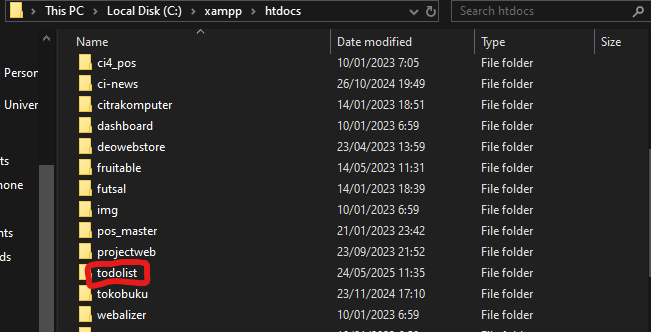 This PC > Local Disk (C:) > xampp > htdocs
Search htdocs
Name Date modified Type Size
Persona
Univer
ts
hone
nts
ds
ci4_pos 10/01/2023 7:05 File folder
ci-news 26/10/2024 19:49 File folder
citrakomputer 14/01/2023 18:51 File folder
dashboard 10/01/2023 6:59 File folder
deowebstore 23/04/2023 13:59 File folder
fruitable 14/05/2023 11:31 File folder
futsal 14/01/2023 18:39 File folder
img 10/01/2023 6:59 File folder
pos_master 21/01/2023 23:42 File folder
projectweb 23/09/2023 21:52 File folder
todolist 24/05/2025 11:35 File folder
tokobuku 23/11/2024 17:10 File folder
webalizer 10/01/2023 6:59 File folder